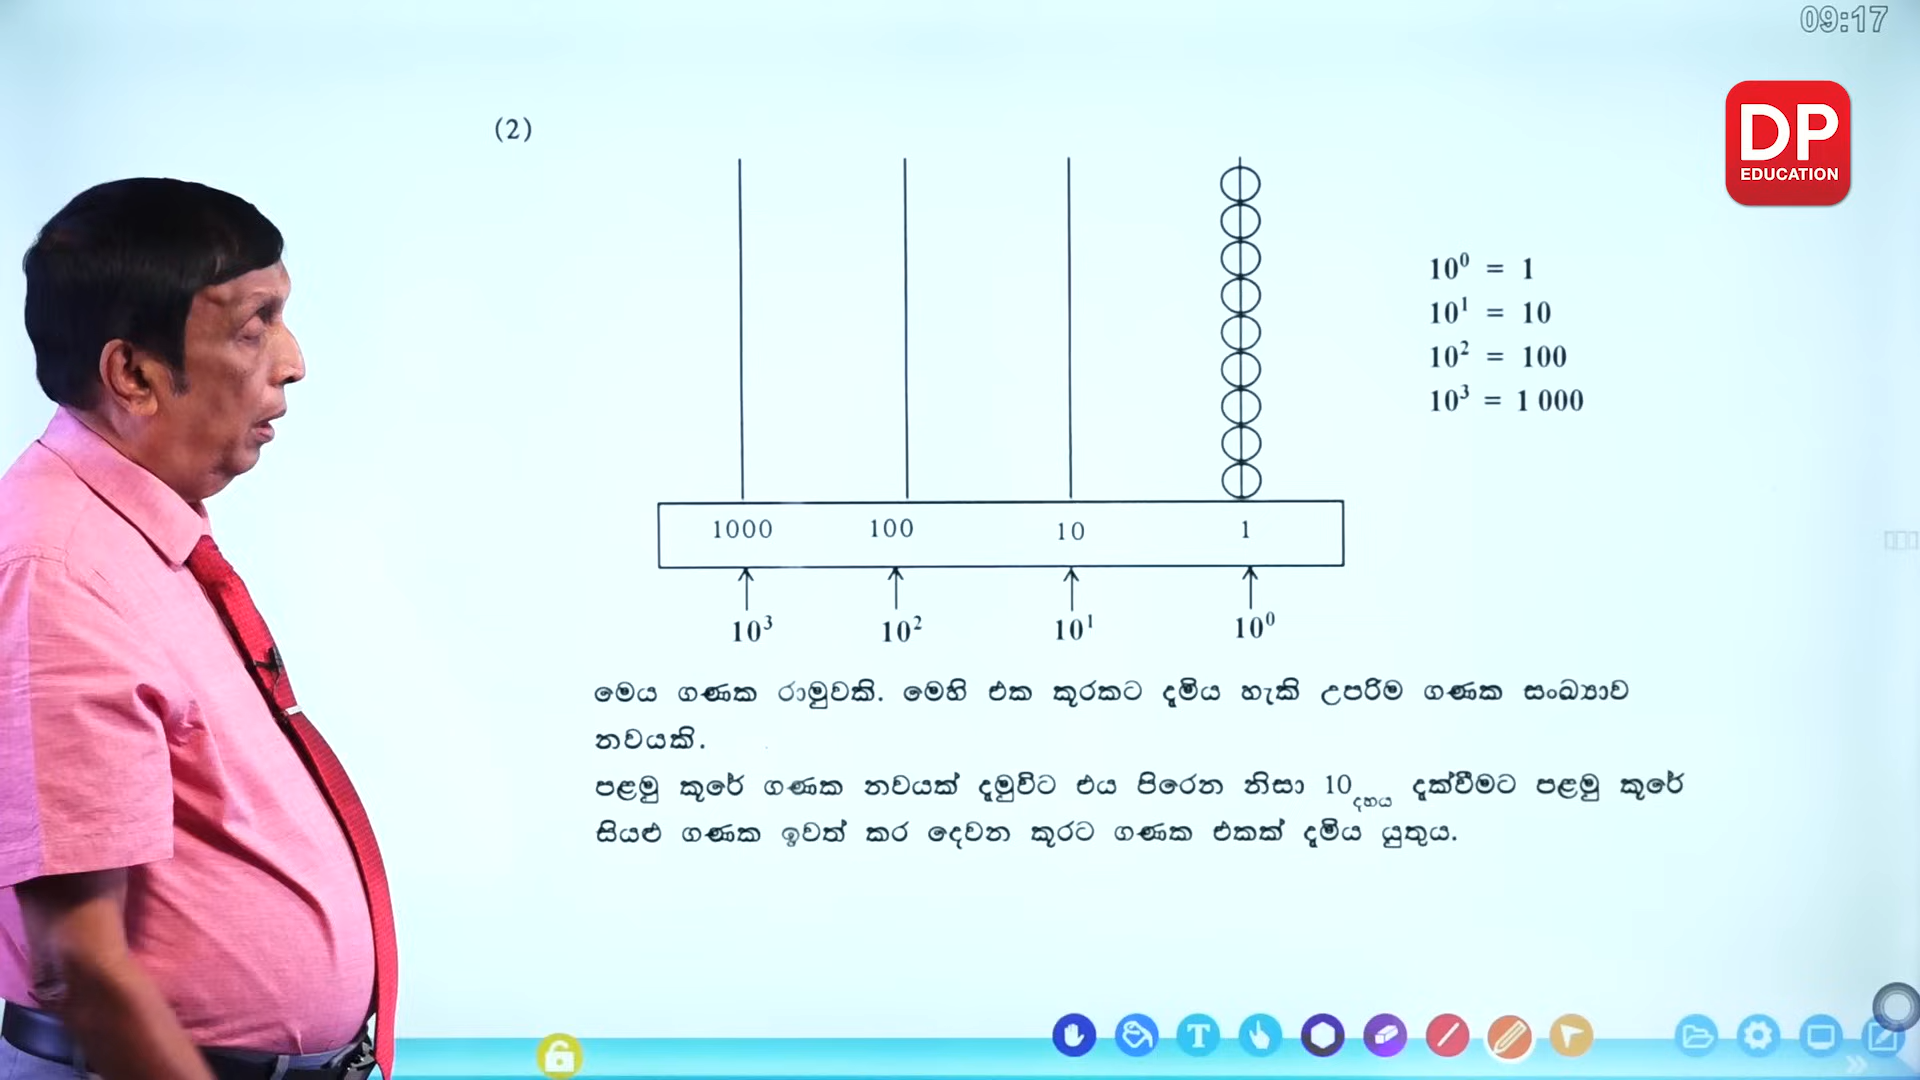 09:17
DP
EDUCATION
(2)
10⁰ = 1
10¹ = 10
10² = 100
10³ = 1 000
1000 100 10 1
10³ 10² 10¹ 10⁰
මෙය ගණක රාමුවකි. මෙහි එක කූරකට දැමිය හැකි උපරිම ගණක සංඛ්‍යාව
නවයකි.
පළමු කූරේ ගණක නවයක් දැමුවිට එය පිරෙන නිසා 10දහය දැක්වීමට පළමු කූරේ
සියළු ගණක ඉවත් කර දෙවන කූරට ගණක එකක් දැමිය යුතුය.
T